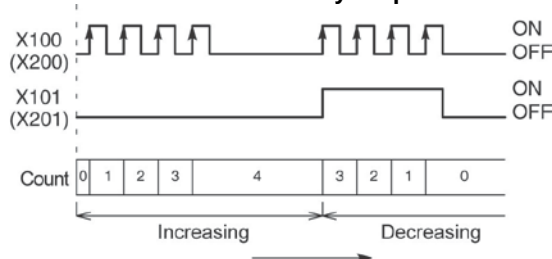 X100
(X200)
ON
OFF
X101
(X201)
ON
OFF
Count 0 1 2 3 4 3 2 1 0
Increasing Decreasing